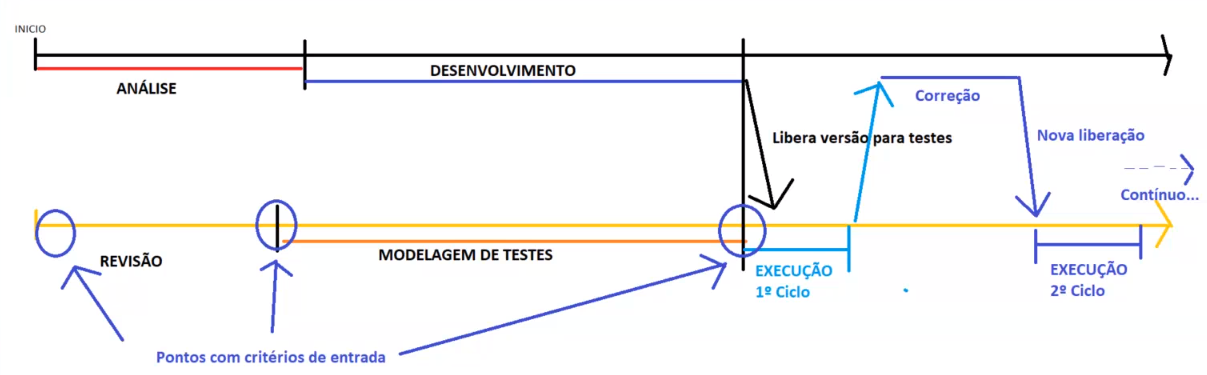 INICIO
ANÁLISE
DESENVOLVIMENTO
Correção
Libera versão para testes
Nova liberação
Contínuo...
REVISÃO
MODELAGEM DE TESTES
EXECUÇÃO
1º Ciclo
EXECUÇÃO
2º Ciclo
Pontos com critérios de entrada